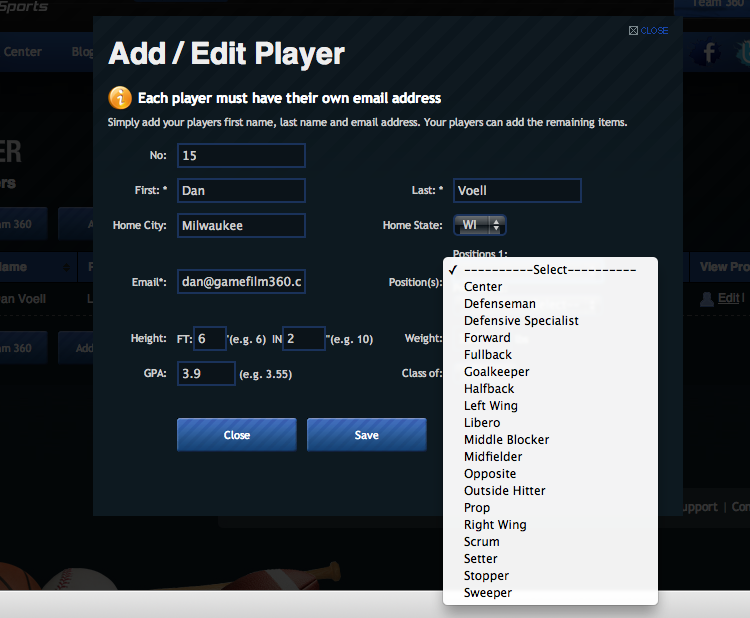 Sports
Team 360
Center
Blog
CLOSE
Add / Edit Player
i Each player must have their own email address
Simply add your players first name, last name and email address. Your players can add the remaining items.
No: 15
First: * Dan Last: * Voell
Home City: Milwaukee Home State: WI
Positions 1:
Email*: dan@gamefilm360.c Position(s):
✓ ----------Select----------
Center
Defenseman
Defensive Specialist
Forward
Fullback
Goalkeeper
Halfback
Left Wing
Libero
Middle Blocker
Midfielder
Opposite
Outside Hitter
Prop
Right Wing
Scrum
Setter
Stopper
Sweeper
Height: FT: 6 '(e.g. 6) IN 2 "(e.g. 10) Weight:
GPA: 3.9 (e.g. 3.55) Class of:
Close Save
ER
rs
m 360
A
Name
View Pro
an Voell
L
Edit
m 360
Add
upport | Con